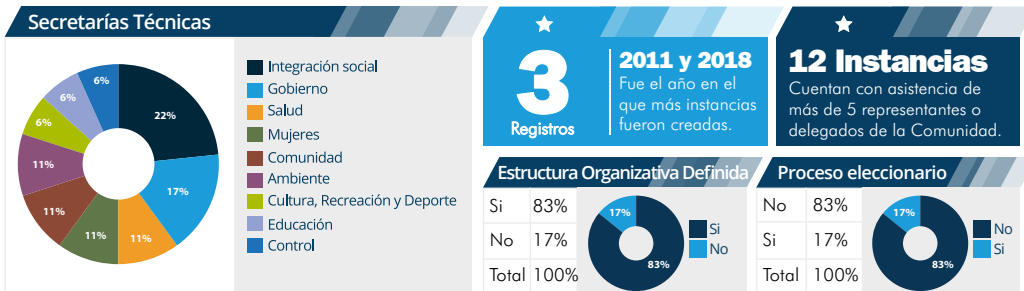 Secretarías Técnicas
22%
17%
11%
11%
11%
11%
6%
6%
6%
Integración social
Gobierno
Salud
Mujeres
Comunidad
Ambiente
Cultura, Recreación y Deporte
Educación
Control
3
Registros
2011 y 2018
Fue el año en el
que más instancias
fueron creadas.
12 Instancias
Cuentan con asistencia de
más de 5 representantes o
delegados de la Comunidad.
Estructura Organizativa Definida
Si 83%
No 17%
Total 100%
17%
83%
Si
No
Proceso eleccionario
No 83%
Si 17%
Total 100%
17%
83%
No
Si